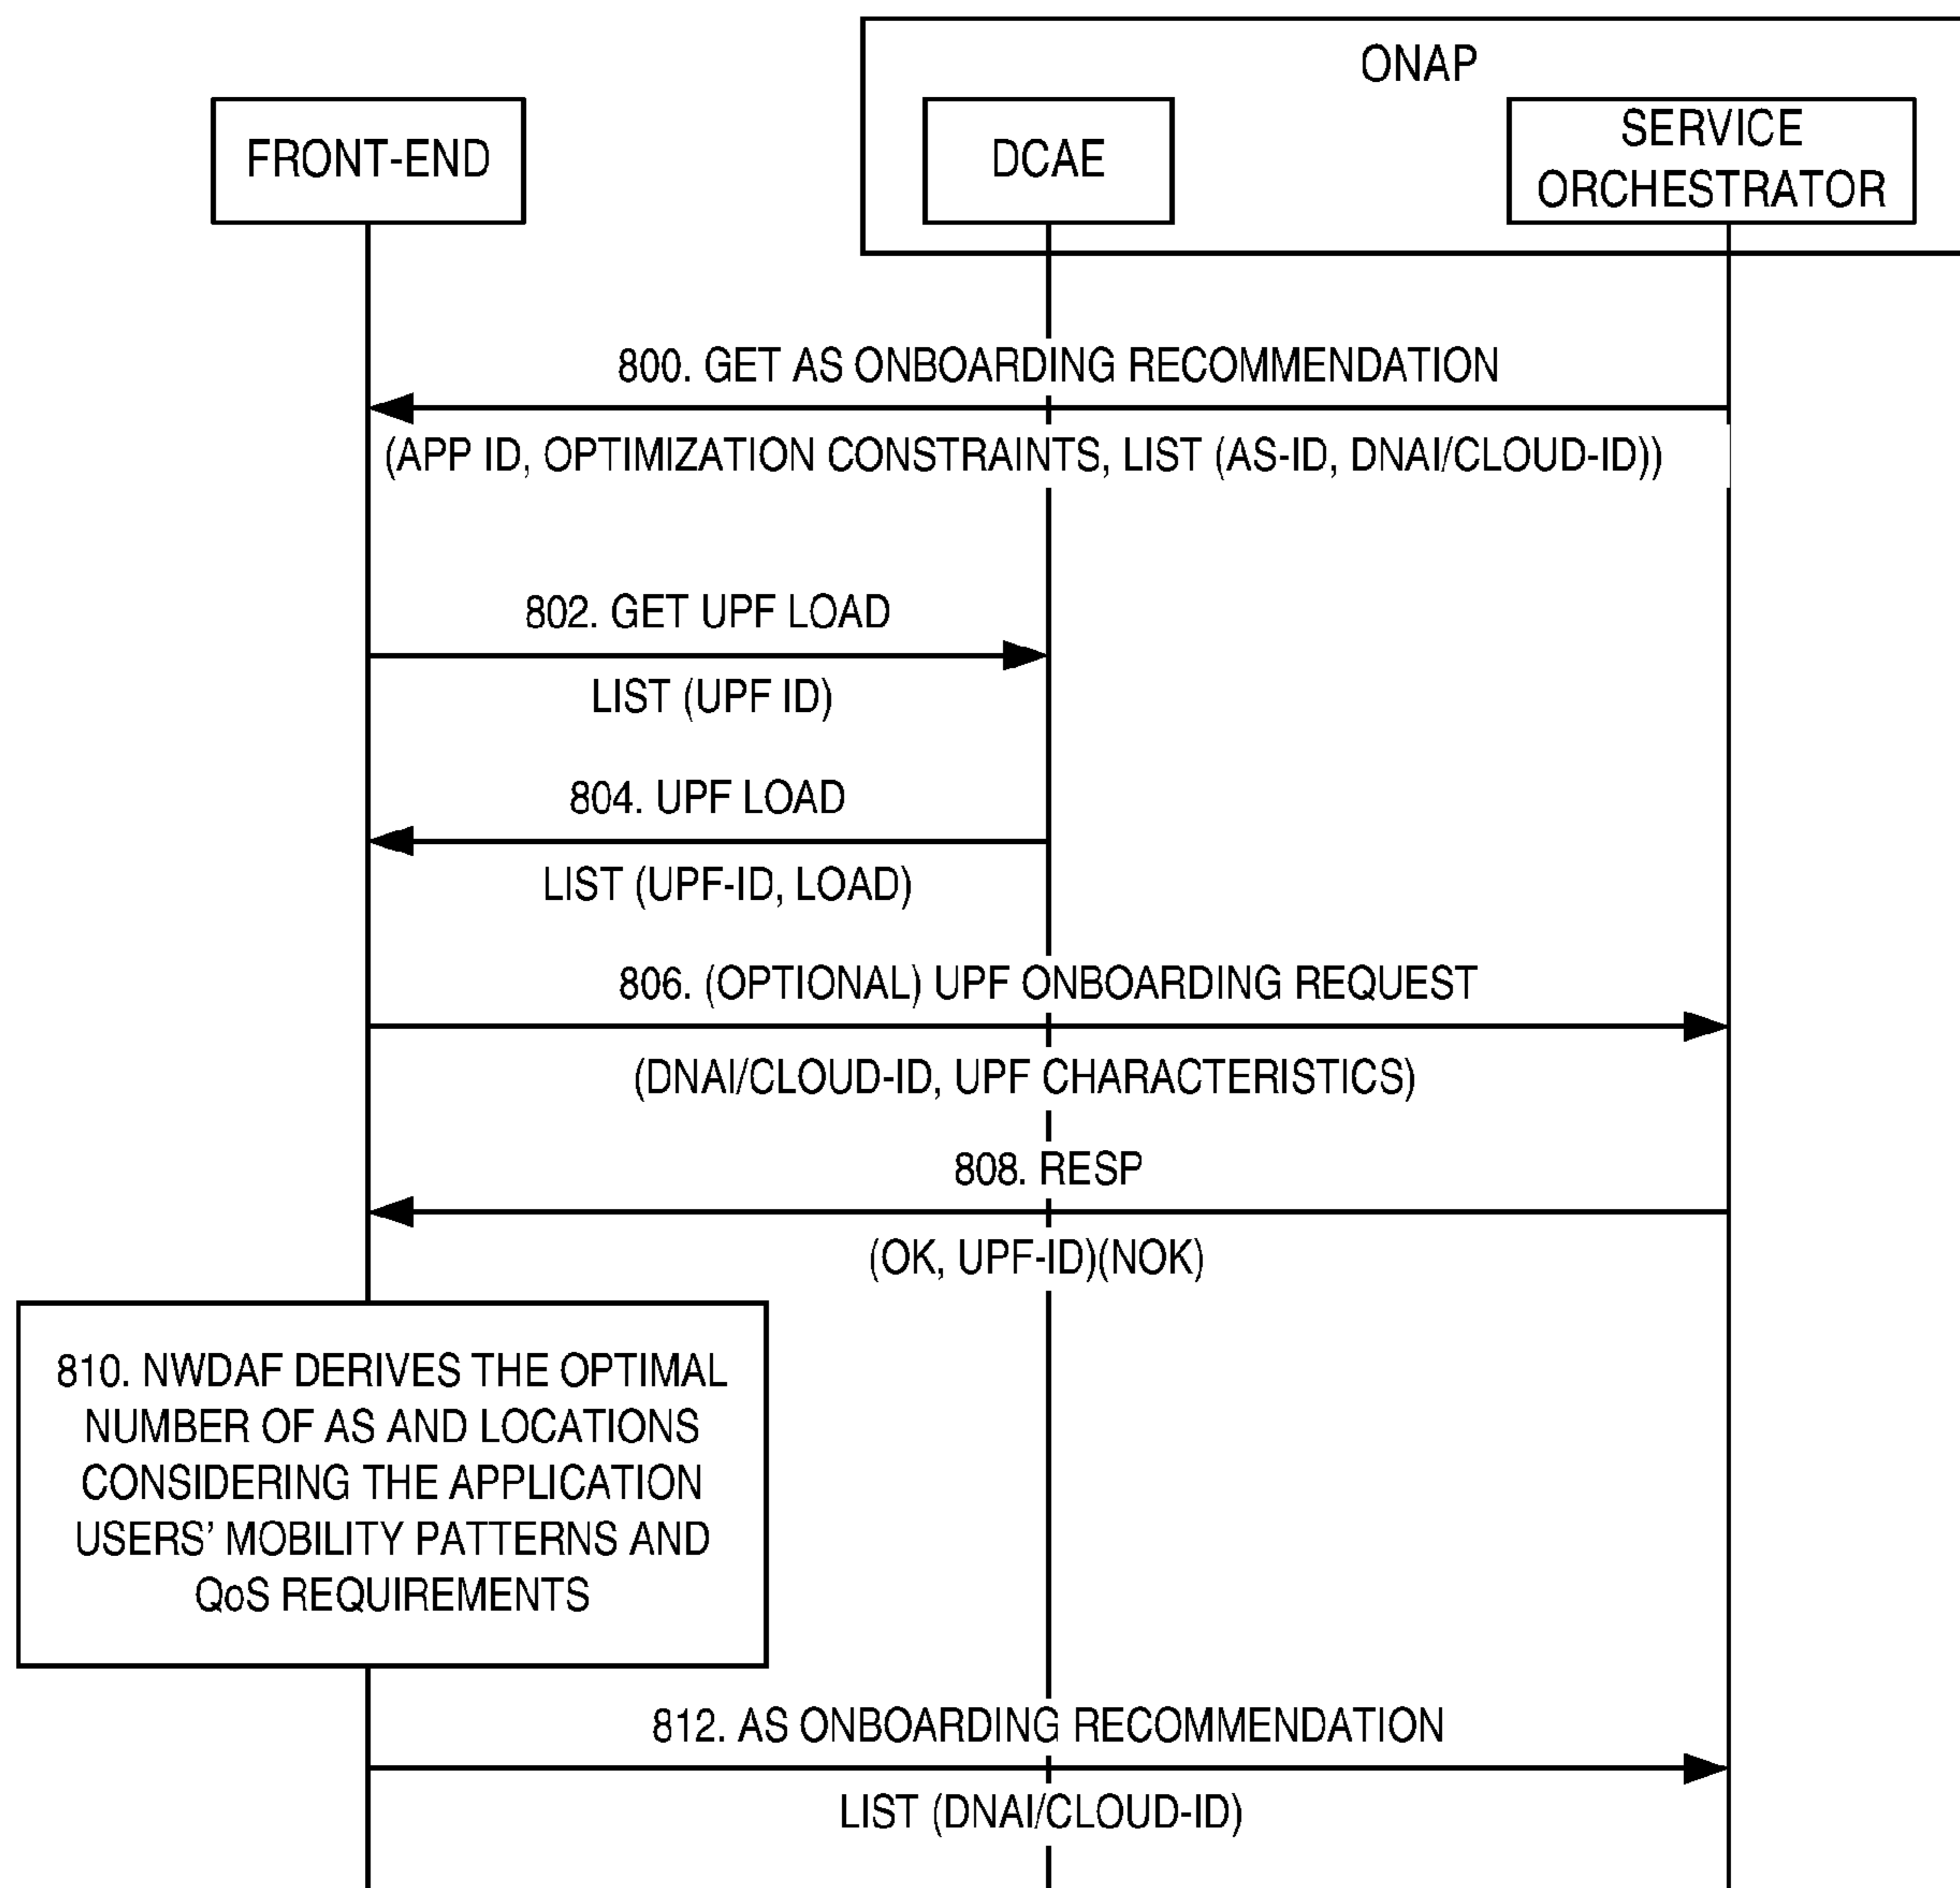 ONAP
FRONT-END
DCAE
SERVICE
ORCHESTRATOR
800. GET AS ONBOARDING RECOMMENDATION
(APP ID, OPTIMIZATION CONSTRAINTS, LIST (AS-ID, DNAI/CLOUD-ID))
802. GET UPF LOAD
LIST (UPF ID)
804. UPF LOAD
LIST (UPF-ID, LOAD)
806. (OPTIONAL) UPF ONBOARDING REQUEST
(DNAI/CLOUD-ID, UPF CHARACTERISTICS)
808. RESP
(OK, UPF-ID)(NOK)
810. NWDAF DERIVES THE OPTIMAL
NUMBER OF AS AND LOCATIONS
CONSIDERING THE APPLICATION
USERS’ MOBILITY PATTERNS AND
QoS REQUIREMENTS
812. AS ONBOARDING RECOMMENDATION
LIST (DNAI/CLOUD-ID)